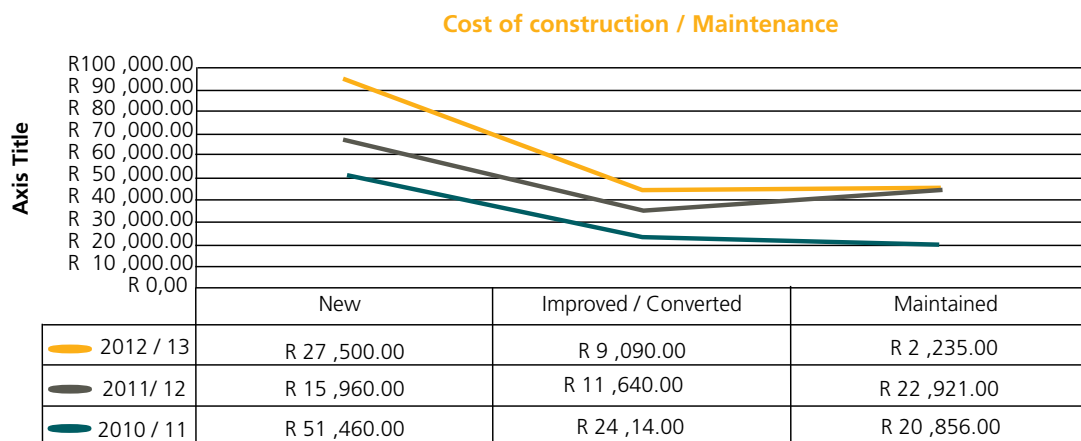 Cost of construction / Maintenance
Axis Title
R100 ,000.00
R 90 ,000.00
R 80 ,000.00
R 70 ,000.00
R 60 ,000.00
R 50 ,000.00
R 40 ,000.00
R 30 ,000.00
R 20 ,000.00
R 10 ,000.00
R 0,00
New Improved / Converted Maintained
2012 / 13 R 27 ,500.00 R 9 ,090.00 R 2 ,235.00
2011/ 12 R 15 ,960.00 R 11 ,640.00 R 22 ,921.00
2010 / 11 R 51 ,460.00 R 24 ,14.00 R 20 ,856.00